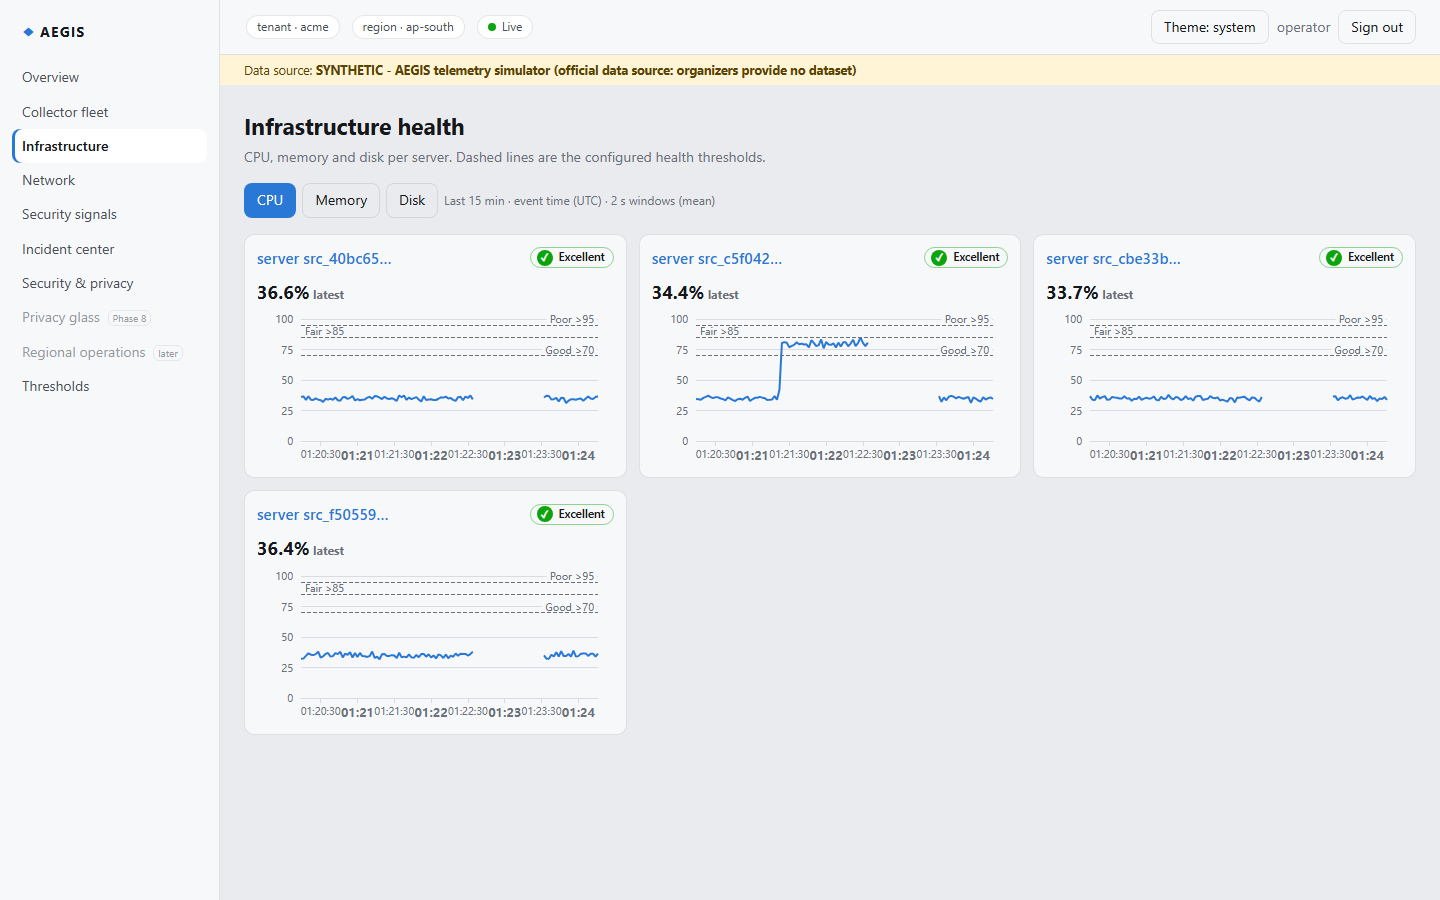 AEGIS
Overview
Collector fleet
Infrastructure
Network
Security signals
Incident center
Security & privacy
Privacy glass Phase 8
Regional operations later
Thresholds
tenant · acme region · ap-south Live
Theme: system operator Sign out
Data source: SYNTHETIC - AEGIS telemetry simulator (official data source: organizers provide no dataset)
Infrastructure health
CPU, memory and disk per server. Dashed lines are the configured health thresholds.
CPU Memory Disk Last 15 min · event time (UTC) · 2 s windows (mean)
server src_40bc65... Excellent
36.6% latest
100 Poor >95
Fair >85
75 Good >70
50
25
0
01:20:30 01:21 01:21:30 01:22 01:22:30 01:23 01:23:30 01:24
server src_c5f042... Excellent
34.4% latest
100 Poor >95
Fair >85
75 Good >70
50
25
0
01:20:30 01:21 01:21:30 01:22 01:22:30 01:23 01:23:30 01:24
server src_cbe33b... Excellent
33.7% latest
100 Poor >95
Fair >85
75 Good >70
50
25
0
01:20:30 01:21 01:21:30 01:22 01:22:30 01:23 01:23:30 01:24
server src_f50559... Excellent
36.4% latest
100 Poor >95
Fair >85
75 Good >70
50
25
0
01:20:30 01:21 01:21:30 01:22 01:22:30 01:23 01:23:30 01:24